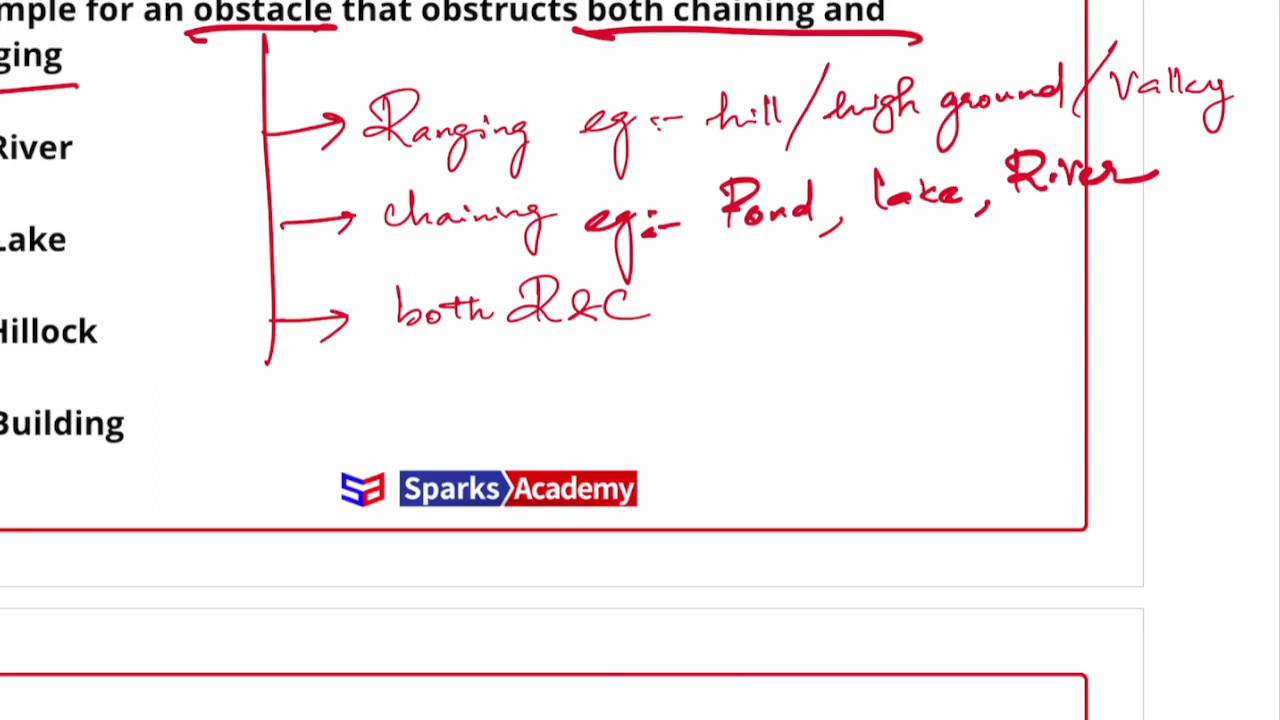 mple for an obstacle that obstructs both chaining and
ging
Ranging eg:- hill/high ground/valley
River
chaining eg:- Pond, lake, River
Lake
both R&C
Hillock
Building
Sparks Academy